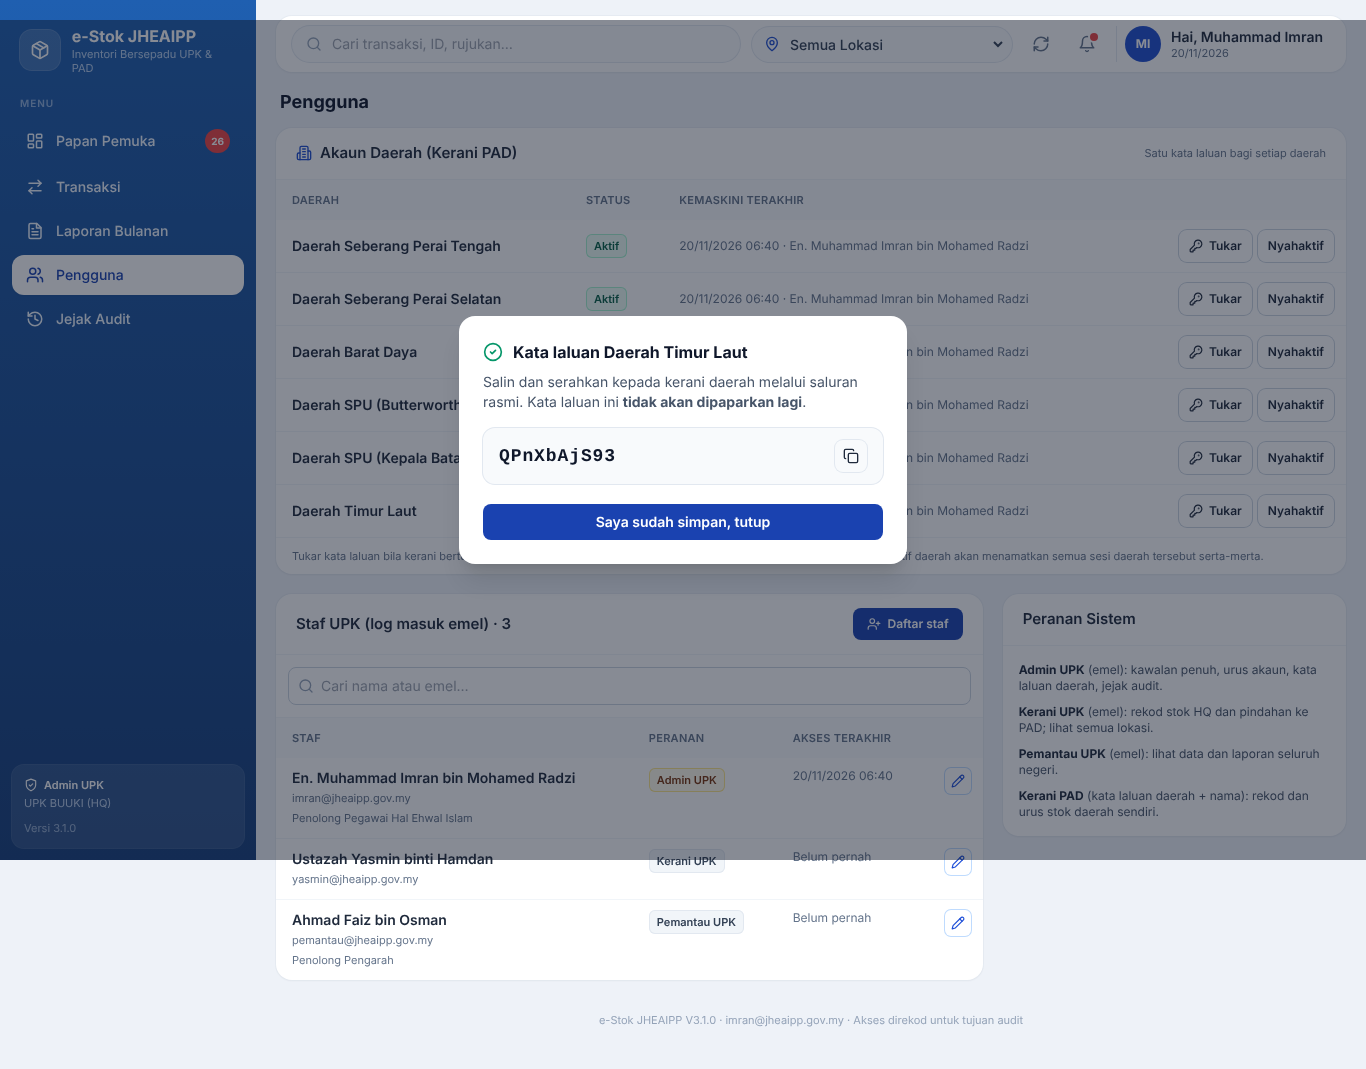 e-Stok JHEAIPP
Inventori Bersepadu UPK &
PAD
MENU
Papan Pemuka
26
Transaksi
Laporan Bulanan
Pengguna
Jejak Audit
Admin UPK
UPK BUUKI (HQ)
Versi 3.1.0
Cari transaksi, ID, rujukan...
Semua Lokasi
MI
Hai, Muhammad Imran
20/11/2026
Pengguna
Akaun Daerah (Kerani PAD)
Satu kata laluan bagi setiap daerah
DAERAH STATUS KEMASKINI TERAKHIR
Daerah Seberang Perai Tengah Aktif 20/11/2026 06:40 · En. Muhammad Imran bin Mohamed Radzi Tukar Nyahaktif
Daerah Seberang Perai Selatan Aktif 20/11/2026 06:40 · En. Muhammad Imran bin Mohamed Radzi Tukar Nyahaktif
Daerah Barat Daya n bin Mohamed Radzi Tukar Nyahaktif
Daerah SPU (Butterworth n bin Mohamed Radzi Tukar Nyahaktif
Daerah SPU (Kepala Bata n bin Mohamed Radzi Tukar Nyahaktif
Daerah Timur Laut n bin Mohamed Radzi Tukar Nyahaktif
Tukar kata laluan bila kerani bert if daerah akan menamatkan semua sesi daerah tersebut serta-merta.
Kata laluan Daerah Timur Laut
Salin dan serahkan kepada kerani daerah melalui saluran
rasmi. Kata laluan ini tidak akan dipaparkan lagi.
QPnXbAjS93
Saya sudah simpan, tutup
Staf UPK (log masuk emel) · 3
Daftar staf
Cari nama atau emel...
STAF PERANAN AKSES TERAKHIR
En. Muhammad Imran bin Mohamed Radzi Admin UPK 20/11/2026 06:40
imran@jheaipp.gov.my
Penolong Pegawai Hal Ehwal Islam
Ustazah Yasmin binti Hamdan Kerani UPK Belum pernah
yasmin@jheaipp.gov.my
Ahmad Faiz bin Osman Pemantau UPK Belum pernah
pemantau@jheaipp.gov.my
Penolong Pengarah
Peranan Sistem
Admin UPK (emel): kawalan penuh, urus akaun, kata
laluan daerah, jejak audit.
Kerani UPK (emel): rekod stok HQ dan pindahan ke
PAD; lihat semua lokasi.
Pemantau UPK (emel): lihat data dan laporan seluruh
negeri.
Kerani PAD (kata laluan daerah + nama): rekod dan
urus stok daerah sendiri.
e-Stok JHEAIPP V3.1.0 · imran@jheaipp.gov.my · Akses direkod untuk tujuan audit